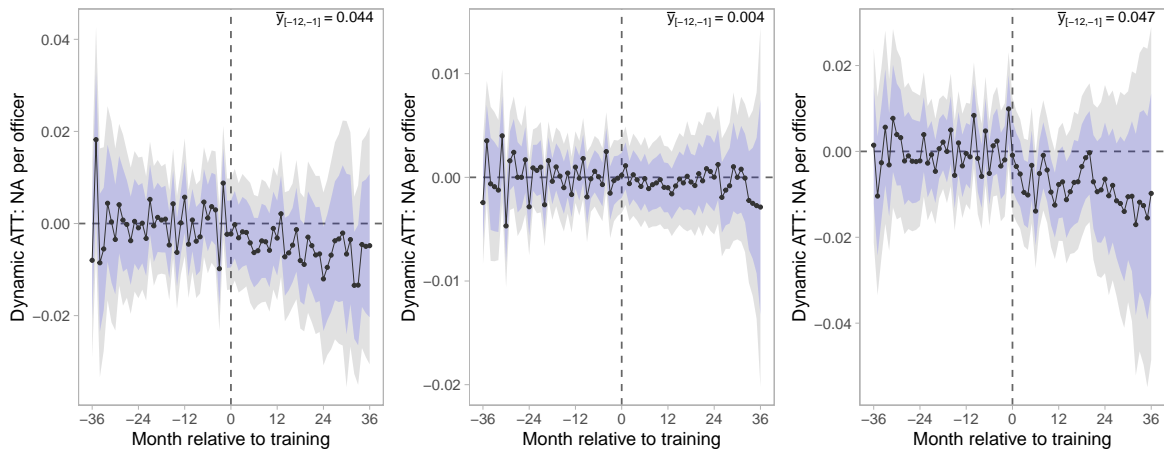 ȳ[−12,−1] = 0.044
0.04
0.02
0.00
−0.02
Dynamic ATT: NA per officer
−36 −24 −12 0 12 24 36
Month relative to training
ȳ[−12,−1] = 0.004
0.01
0.00
−0.01
−0.02
Dynamic ATT: NA per officer
−36 −24 −12 0 12 24 36
Month relative to training
ȳ[−12,−1] = 0.047
0.02
0.00
−0.02
−0.04
Dynamic ATT: NA per officer
−36 −24 −12 0 12 24 36
Month relative to training